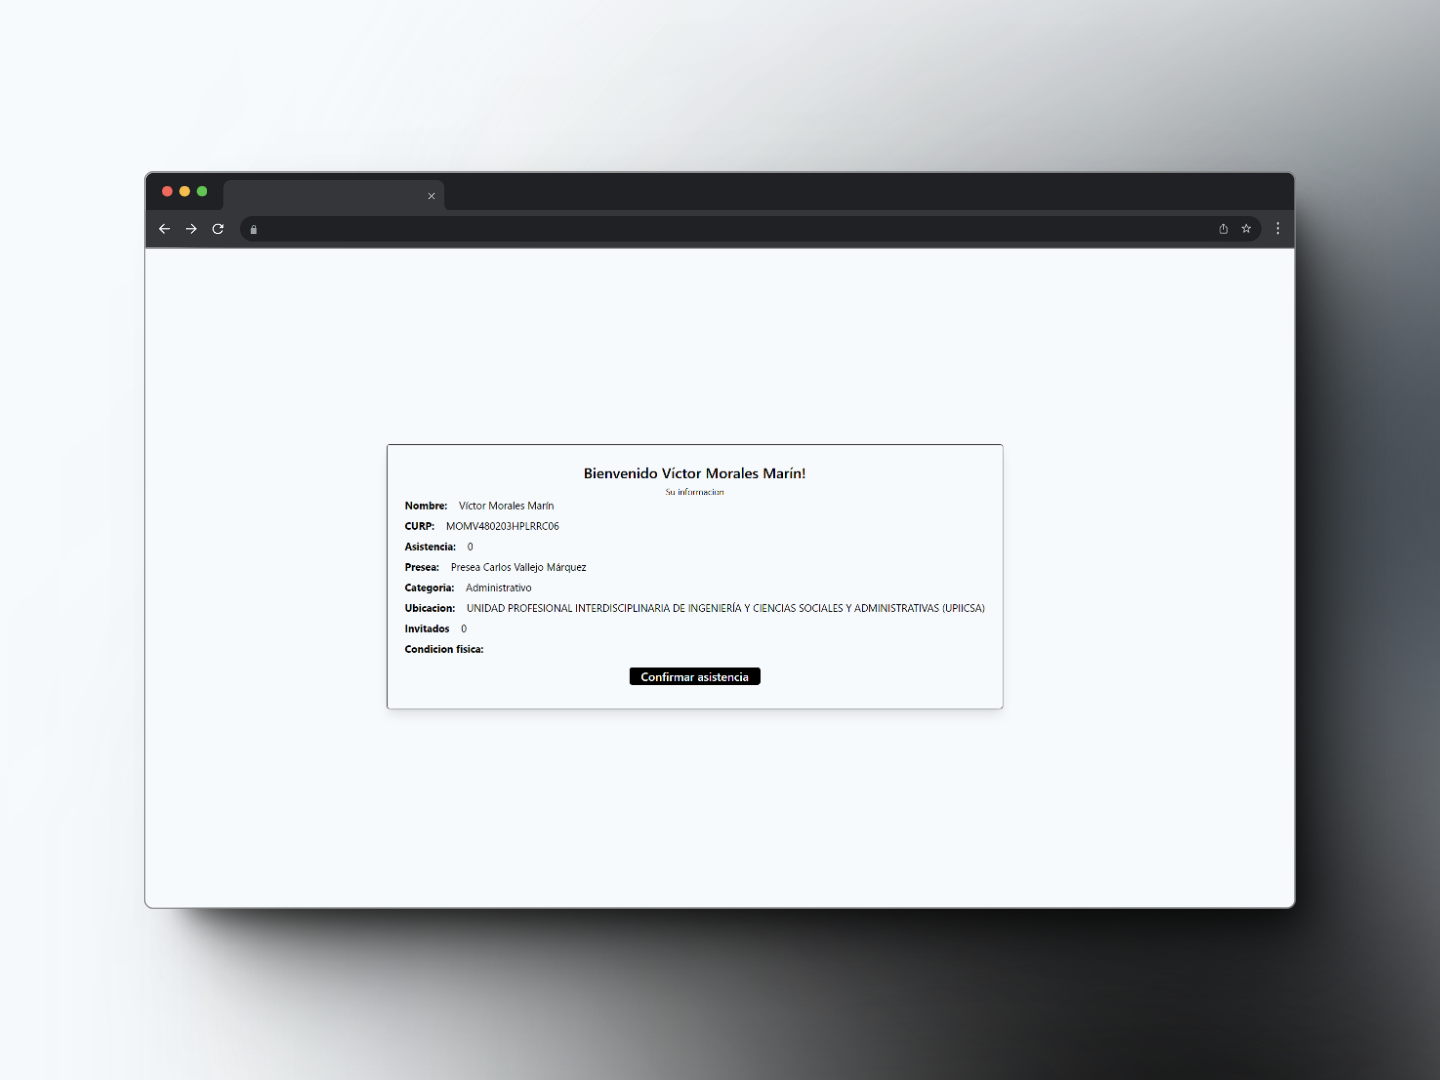 Bienvenido Víctor Morales Marín!
Su informacion
Nombre: Víctor Morales Marín
CURP: MOMV480203HPLRRC06
Asistencia: 0
Presea: Presea Carlos Vallejo Márquez
Categoria: Administrativo
Ubicacion: UNIDAD PROFESIONAL INTERDISCIPLINARIA DE INGENIERÍA Y CIENCIAS SOCIALES Y ADMINISTRATIVAS (UPIICSA)
Invitados 0
Condicion fisica:
Confirmar asistencia